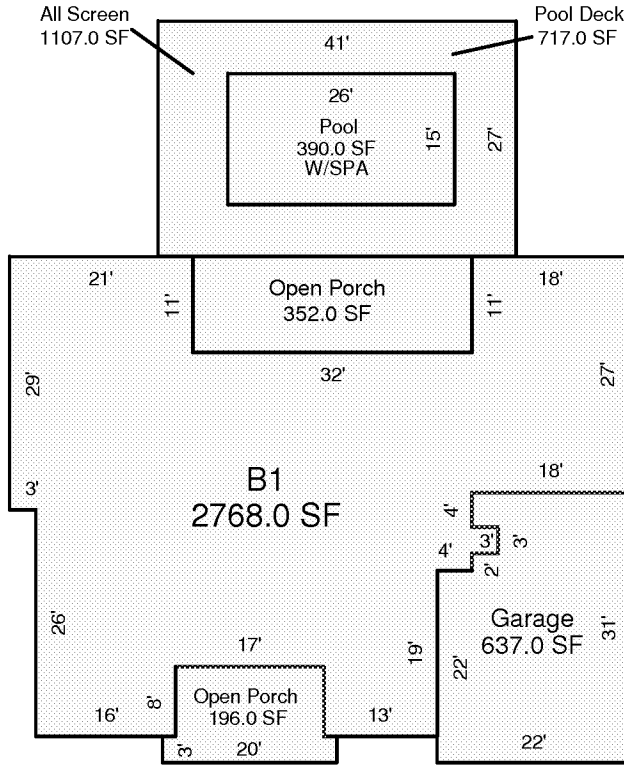 All Screen
1107.0 SF
Pool Deck
717.0 SF
41'
26'
Pool
390.0 SF
W/SPA
15'
27'
21'
11'
Open Porch
352.0 SF
11'
18'
32'
29'
27'
3'
B1
2768.0 SF
18'
4'
3'
3'
4'
2'
26'
Garage
637.0 SF
31'
17'
19'
22'
8'
Open Porch
196.0 SF
16'
13'
3'
20'
22'